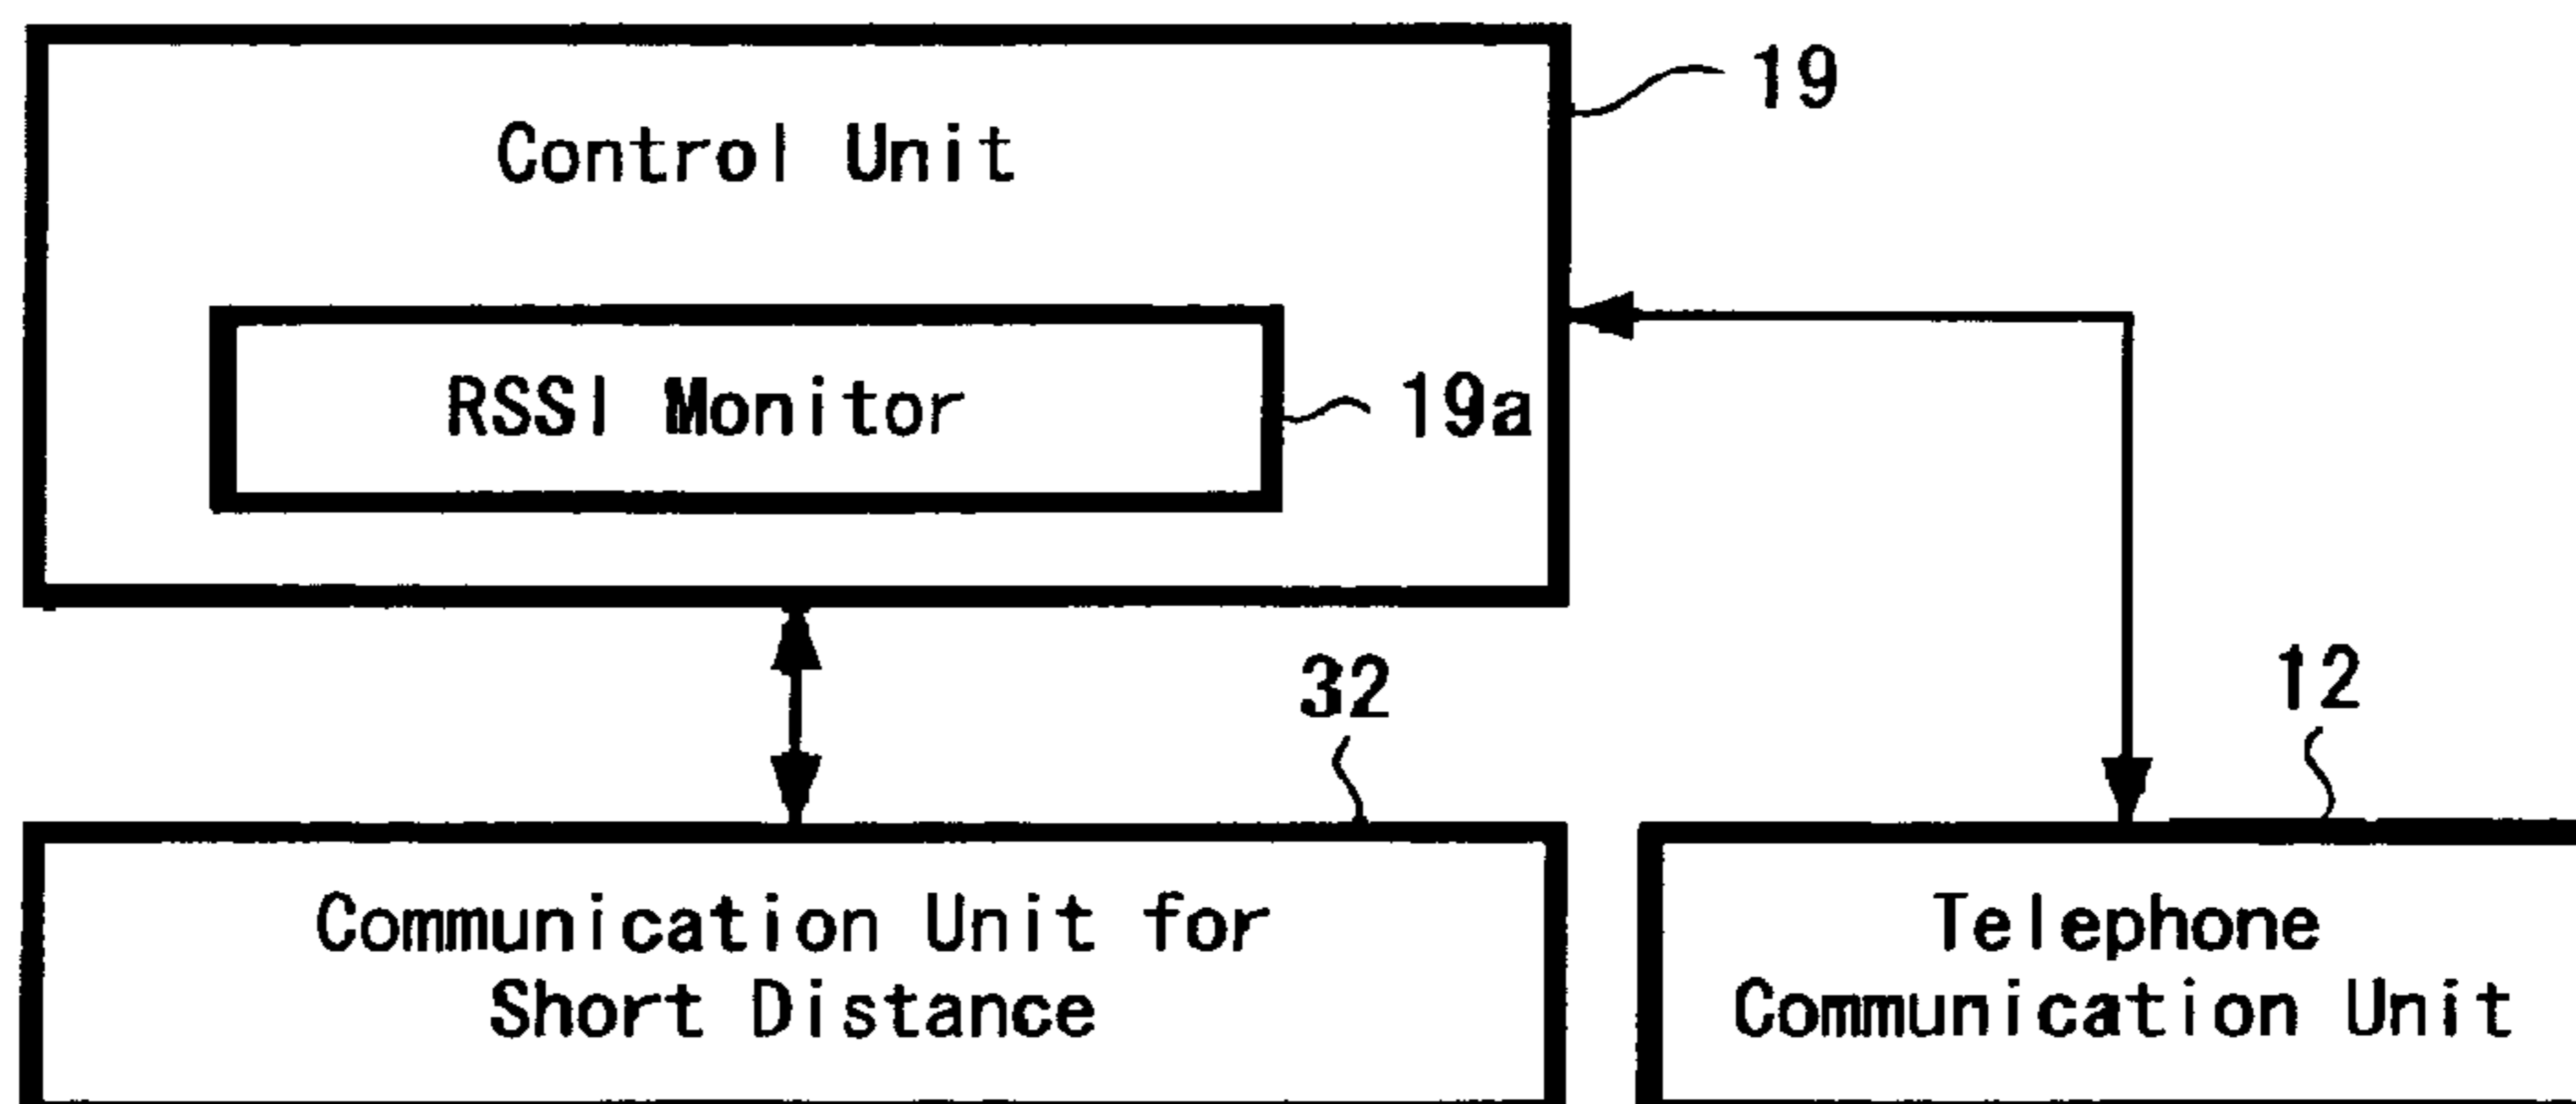 Control Unit
19
RSSI Monitor
19a
32
12
Communication Unit for
Short Distance
Telephone
Communication Unit